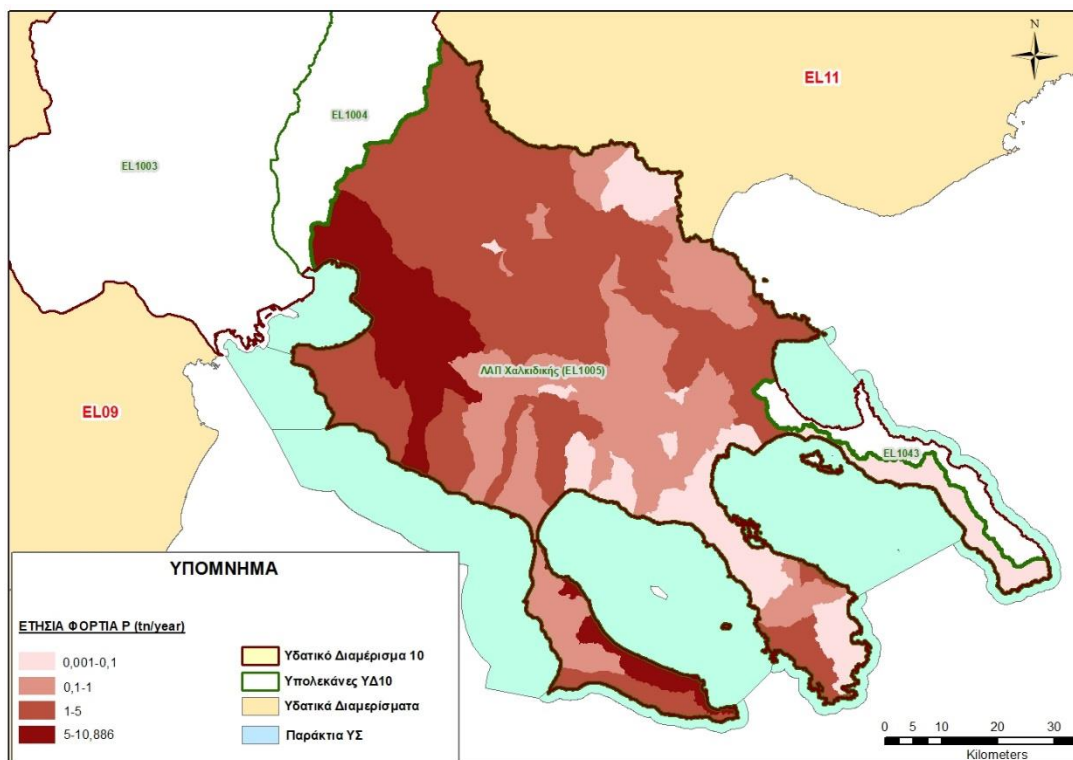 N
EL11
EL1004
EL1003
ΛΑΠ Χαλκιδικής (EL1005)
EL09
EL1043
ΥΠΟΜΝΗΜΑ
ΕΤΗΣΙΑ ΦΟΡΤΙΑ P (tn/year)
0,001-0,1
0,1-1
1-5
5-10,886
Υδατικό Διαμέρισμα 10
Υπολεκάνες ΥΔ10
Υδατικά Διαμερίσματα
Παράκτια ΥΣ
0 5 10 20 30
Kilometers